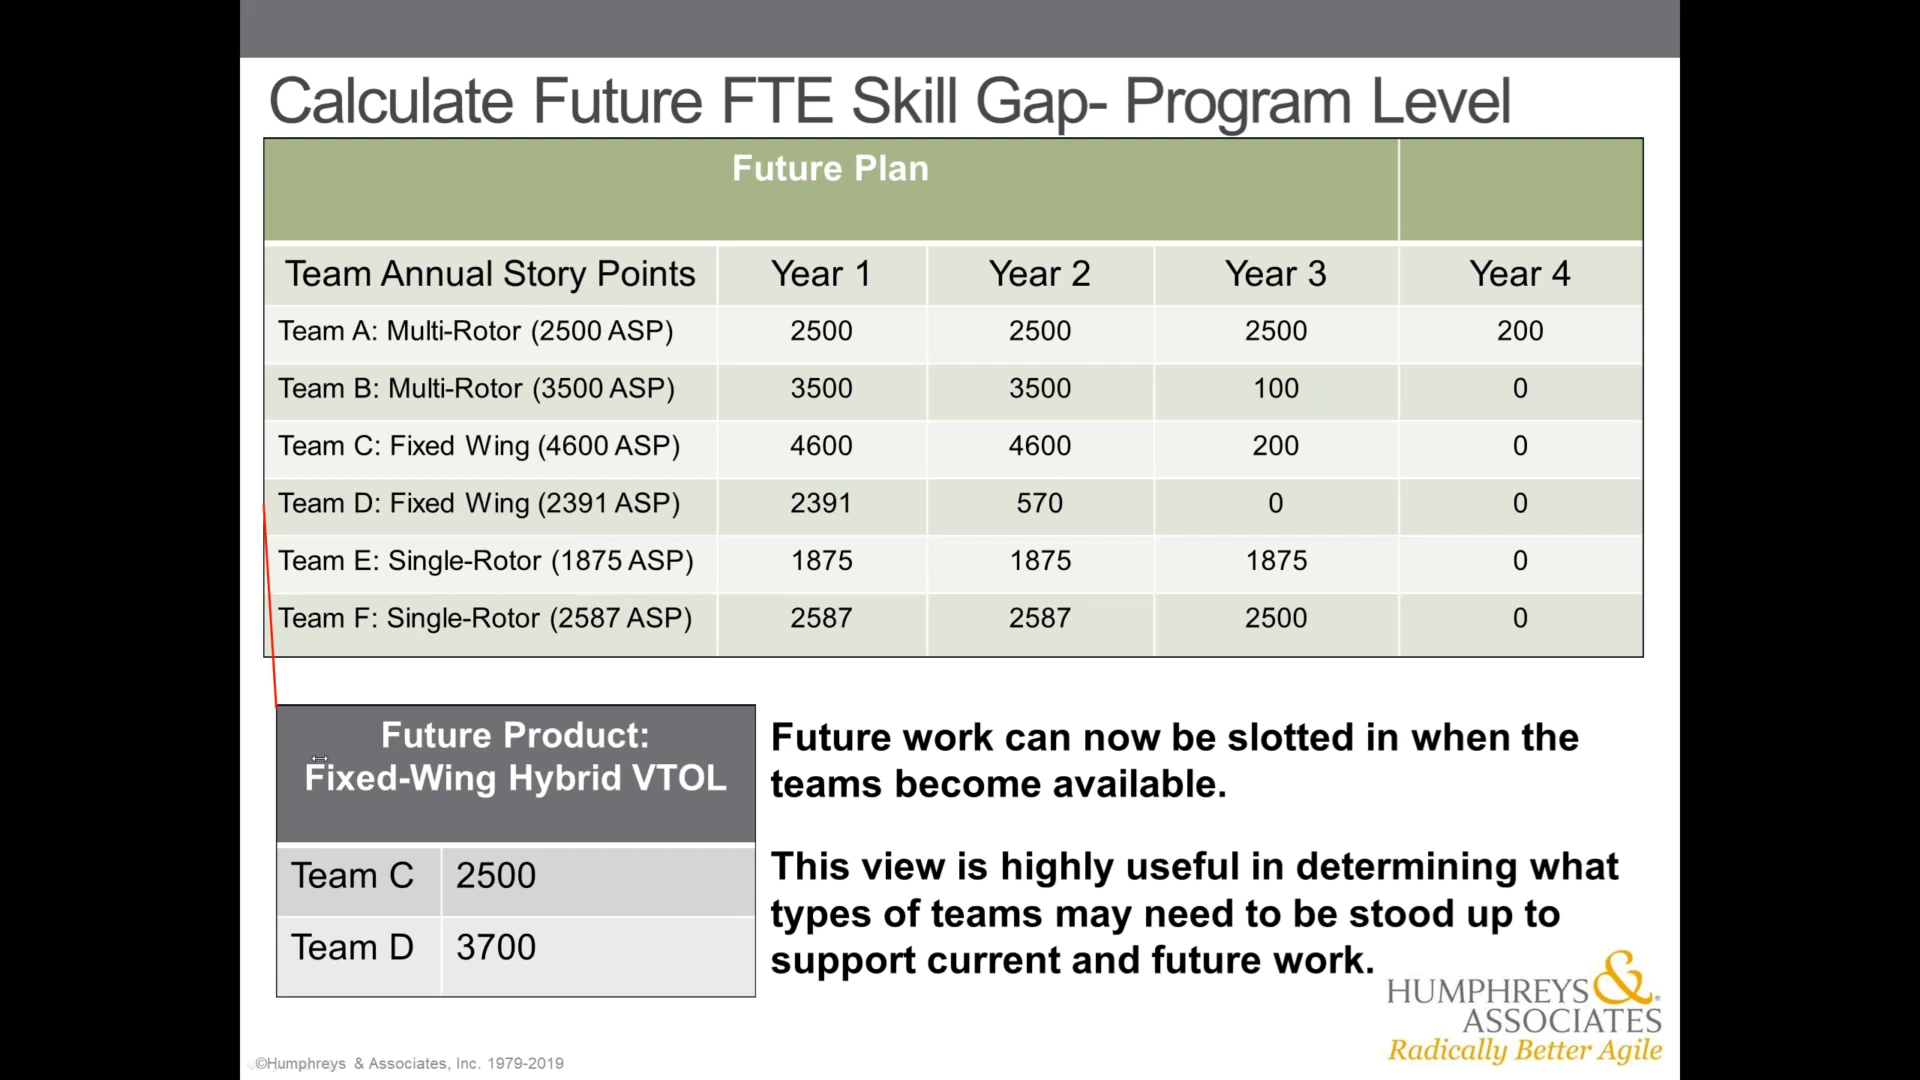 Calculate Future FTE Skill Gap- Program Level
Future Plan
Team Annual Story Points Year 1 Year 2 Year 3 Year 4
Team A: Multi-Rotor (2500 ASP) 2500 2500 2500 200
Team B: Multi-Rotor (3500 ASP) 3500 3500 100 0
Team C: Fixed Wing (4600 ASP) 4600 4600 200 0
Team D: Fixed Wing (2391 ASP) 2391 570 0 0
Team E: Single-Rotor (1875 ASP) 1875 1875 1875 0
Team F: Single-Rotor (2587 ASP) 2587 2587 2500 0
Future Product:
Fixed-Wing Hybrid VTOL
Team C 2500
Team D 3700
Future work can now be slotted in when the
teams become available.
This view is highly useful in determining what
types of teams may need to be stood up to
support current and future work.
HUMPHREYS &
ASSOCIATES
Radically Better Agile
©Humphreys & Associates, Inc. 1979-2019